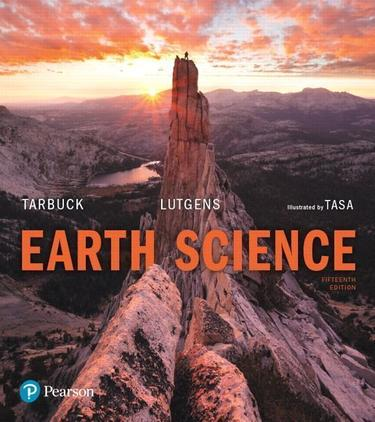 TARBUCK LUTGENS Illustrated by TASA
EARTH SCIENCE
FIFTEENTH
EDITION
P Pearson